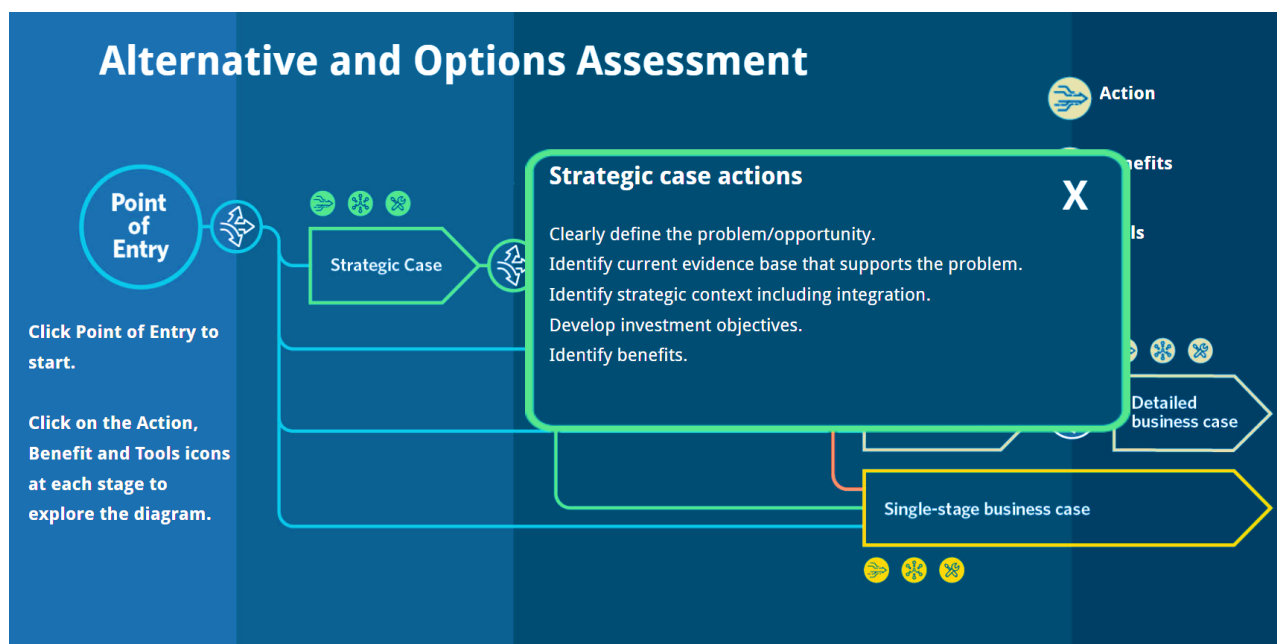 Alternative and Options Assessment
Action
Point
of
Entry
Strategic Case
Click Point of Entry to
start.
Click on the Action,
Benefit and Tools icons
at each stage to
explore the diagram.
Strategic case actions
X
Clearly define the problem/opportunity.
Identify current evidence base that supports the problem.
Identify strategic context including integration.
Develop investment objectives.
Identify benefits.
Detailed
business case
Single-stage business case